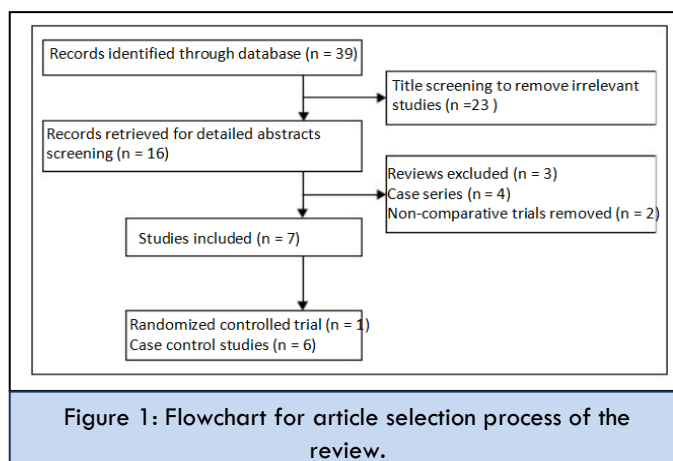 Records identified through database (n = 39)
Title screening to remove irrelevant
studies (n =23 )
Records retrieved for detailed abstracts
screening (n = 16)
Reviews excluded (n = 3)
Case series (n = 4)
Non-comparative trials removed (n = 2)
Studies included (n = 7)
Randomized controlled trial (n = 1)
Case control studies (n = 6)
Figure 1: Flowchart for article selection process of the
review.